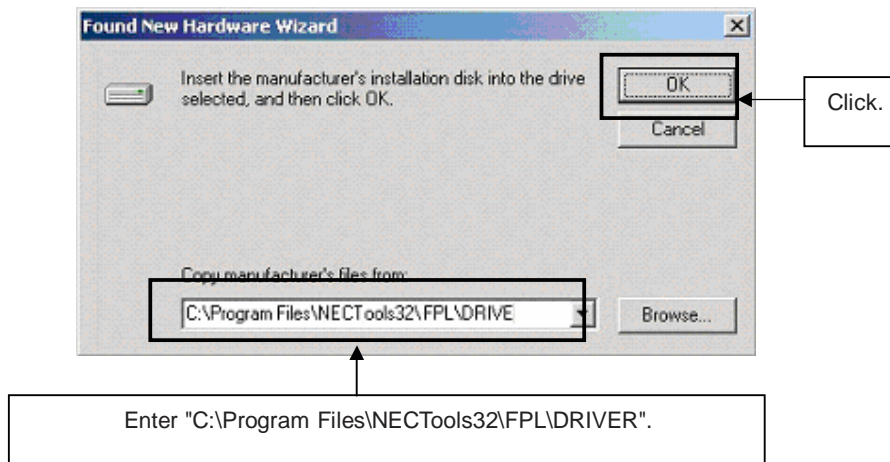 Found New Hardware Wizard
Insert the manufacturer's installation disk into the drive
selected, and then click OK.
OK
Cancel
Click.
Copy manufacturer's files from:
C:\Program Files\NECTools32\FPL\DRIVE
Browse...
Enter "C:\Program Files\NECTools32\FPL\DRIVER".